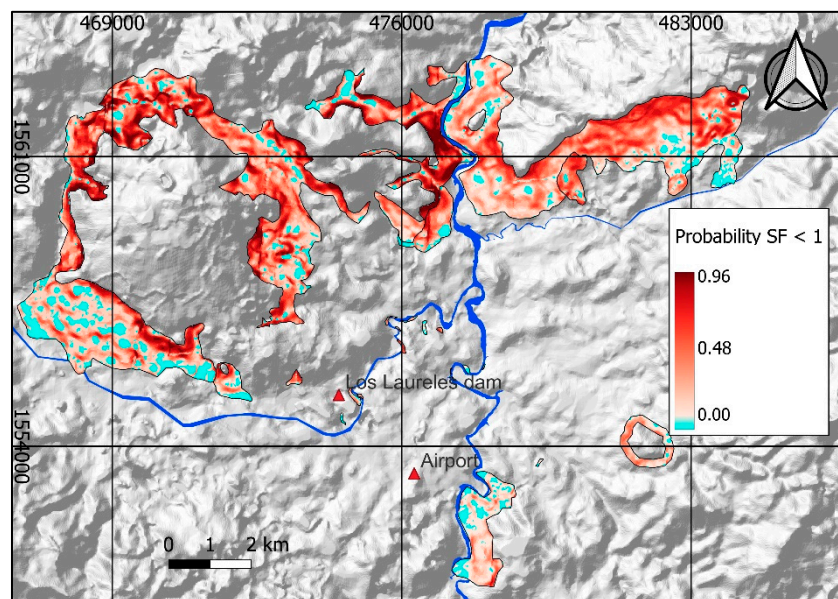 469000
476000
483000
1561000
Probability SF < 1
0.96
0.48
0.00
Los Laureles dam
1554000
Airport
0 1 2 km